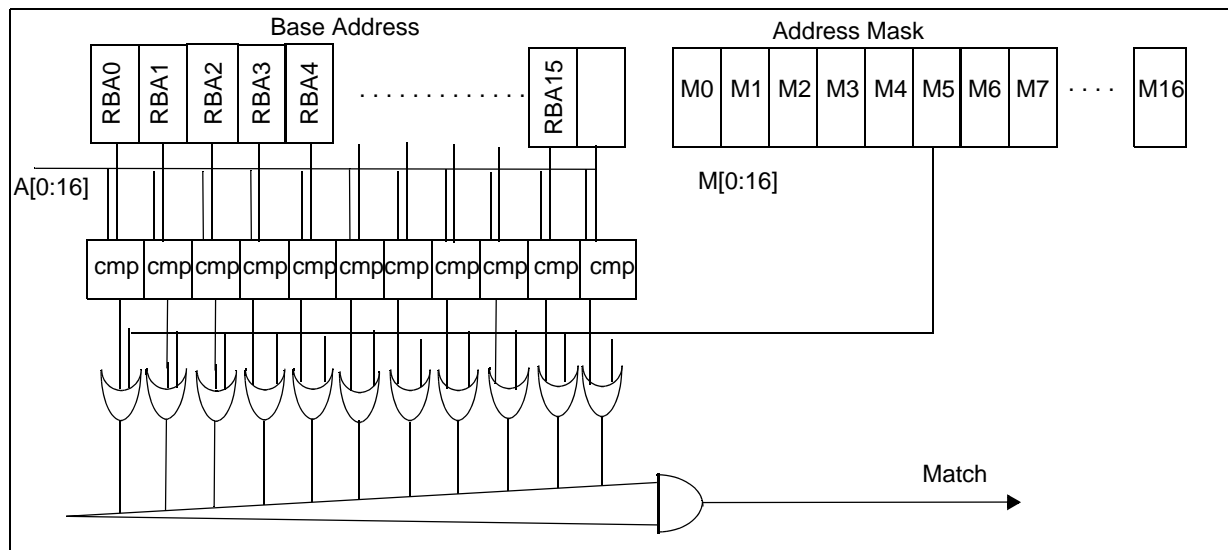 Base Address
Address Mask
RBA0 RBA1 RBA2 RBA3 RBA4 ............. RBA15
M0 M1 M2 M3 M4 M5 M6 M7 .... M16
A[0:16]
M[0:16]
cmp cmp cmp cmp cmp cmp cmp cmp cmp cmp cmp
Match